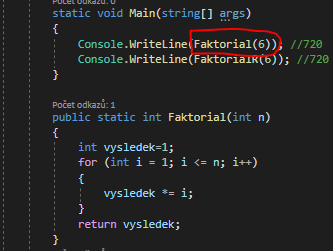 Počet odkazů: 0
static void Main(string[] args)
{
Console.WriteLine(Faktorial(6)); //720
Console.WriteLine(FaktorialR(6)); //720
}
Počet odkazů: 1
public static int Faktorial(int n)
{
int vysledek=1;
for (int i = 1; i <= n; i++)
{
vysledek *= i;
}
return vysledek;
}